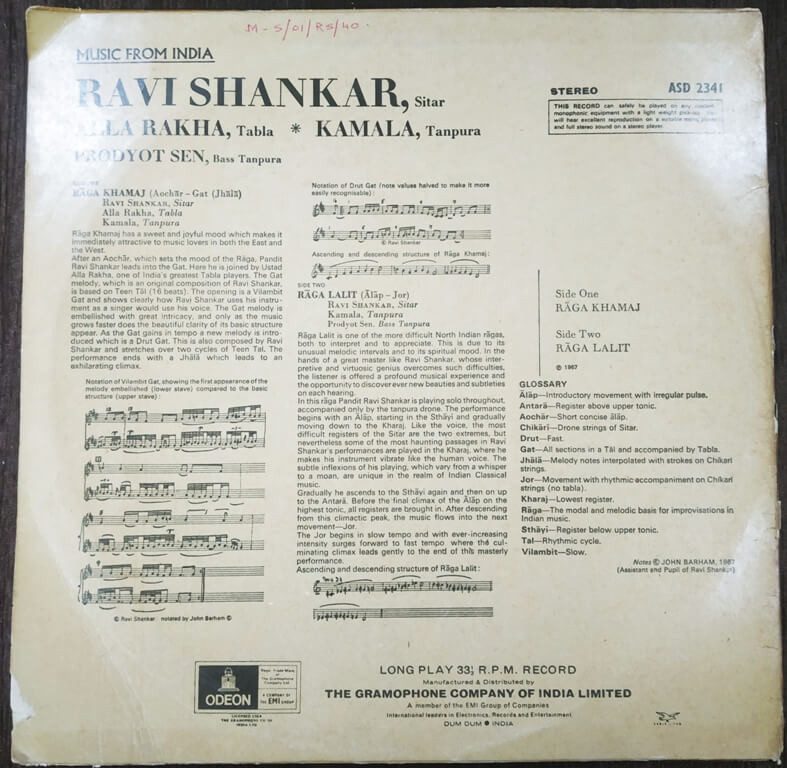 M-S/01/RS/40.
MUSIC FROM INDIA
RAVI SHANKAR, Sitar
ALLA RAKHA, Tabla * KAMALA, Tanpura
PRODYOT SEN, Bass Tanpura
STEREO ASD 2341
THIS RECORD can safely be played on any
monophonic equipment with a light weight
will hear excellent reproduction on a suitable
and full stereo sound on a stereo player.
RĀGA KHAMAJ (Aochār – Gat (Jhālā)
RAVI SHANKAR, Sitar
Alla Rakha, Tabla
Kamala, Tanpura
Rāga Khamaj has a sweet and joyful mood which makes it
immediately attractive to music lovers in both the East and
the West.
After an Aochār, which sets the mood of the Rāga, Pandit
Ravi Shankar leads into the Gat. Here he is joined by Ustad
Alla Rakha, one of India's greatest Tabla players. The Gat
melody, which is an original composition of Ravi Shankar,
is based on Teen Tāl (16 beats). The opening is a Vilambit
Gat and shows clearly how Ravi Shankar uses his instru-
ment as a singer would use his voice. The Gat melody is
embellished with great intricacy, and only as the music
grows faster does the beautiful clarity of its basic structure
appear. As the Gat gains in tempo a new melody is intro-
duced which is a Drut Gat. This is also composed by Ravi
Shankar and stretches over two cycles of Teen Tal. The
performance ends with a Jhālā which leads to an
exhilarating climax.
Notation of Vilambit Gat, showing the first appearance of the
melody embellished (lower stave) compared to the basic
structure (upper stave) :
© Ravi Shankar notated by John Barham ©
Notation of Drut Gat (note values halved to make it more
easily recognisable) :
© Ravi Shankar
Ascending and descending structure of Rāga Khamaj:
SIDE TWO
RĀGA LALIT (Ālāp – Jor)
RAVI SHANKAR, Sitar
Kamala, Tanpura
Prodyot Sen, Bass Tanpura
Rāga Lalit is one of the more difficult North Indian rāgas,
both to interpret and to appreciate. This is due to its
unusual melodic intervals and to its spiritual mood. In the
hands of a great master like Ravi Shankar, whose inter-
pretive and virtuosic genius overcomes such difficulties,
the listener is offered a profound musical experience and
the opportunity to discover ever new beauties and subtleties
on each hearing.
In this rāga Pandit Ravi Shankar is playing solo throughout,
accompanied only by the tanpura drone. The performance
begins with an Ālāp, starting in the Sthāyi and gradually
moving down to the Kharaj. Like the voice, the most
difficult registers of the Sitar are the two extremes, but
nevertheless some of the most haunting passages in Ravi
Shankar's performances are played in the Kharaj, where he
makes his instrument vibrate like the human voice. The
subtle inflexions of his playing, which vary from a whisper
to a moan, are unique in the realm of Indian Classical
music.
Gradually he ascends to the Sthāyi again and then on up
to the Antarā. Before the final climax of the Ālāp on the
highest tonic, all registers are brought in. After descending
from this climactic peak, the music flows into the next
movement—Jor.
The Jor begins in slow tempo and with ever-increasing
intensity surges forward to fast tempo where the cul-
minating climax leads gently to the end of this masterly
performance.
Ascending and descending structure of Rāga Lalit :
Side One
RĀGA KHAMAJ
Side Two
RĀGA LALIT
℗ 1967
GLOSSARY
Ālāp—Introductory movement with irregular pulse.
Antarā—Register above upper tonic.
Aochār—Short concise ālāp.
Chikāri—Drone strings of Sitar.
Drut—Fast.
Gat—All sections in a Tāl and accompanied by Tabla.
Jhālā—Melody notes interpolated with strokes on Chikari
strings.
Jor—Movement with rhythmic accompaniment on Chikari
strings (no tabla).
Kharaj—Lowest register.
Rāga—The modal and melodic basis for improvisations in
Indian music.
Sthāyi—Register below upper tonic.
Tal—Rhythmic cycle.
Vilambit—Slow.
Notes © JOHN BARHAM, 1967
(Assistant and Pupil of Ravi Shankar)
ODEON
Regd. Trade Mark
of
The Gramophone
Company Ltd.
A COMPANY OF
THE EMI GROUP
LONG PLAY 33⅓ R.P.M. RECORD
Manufactured & Distributed by
THE GRAMOPHONE COMPANY OF INDIA LIMITED
A member of the EMI Group of Companies
International leaders in Electronics, Records and Entertainment
DUM DUM ● INDIA